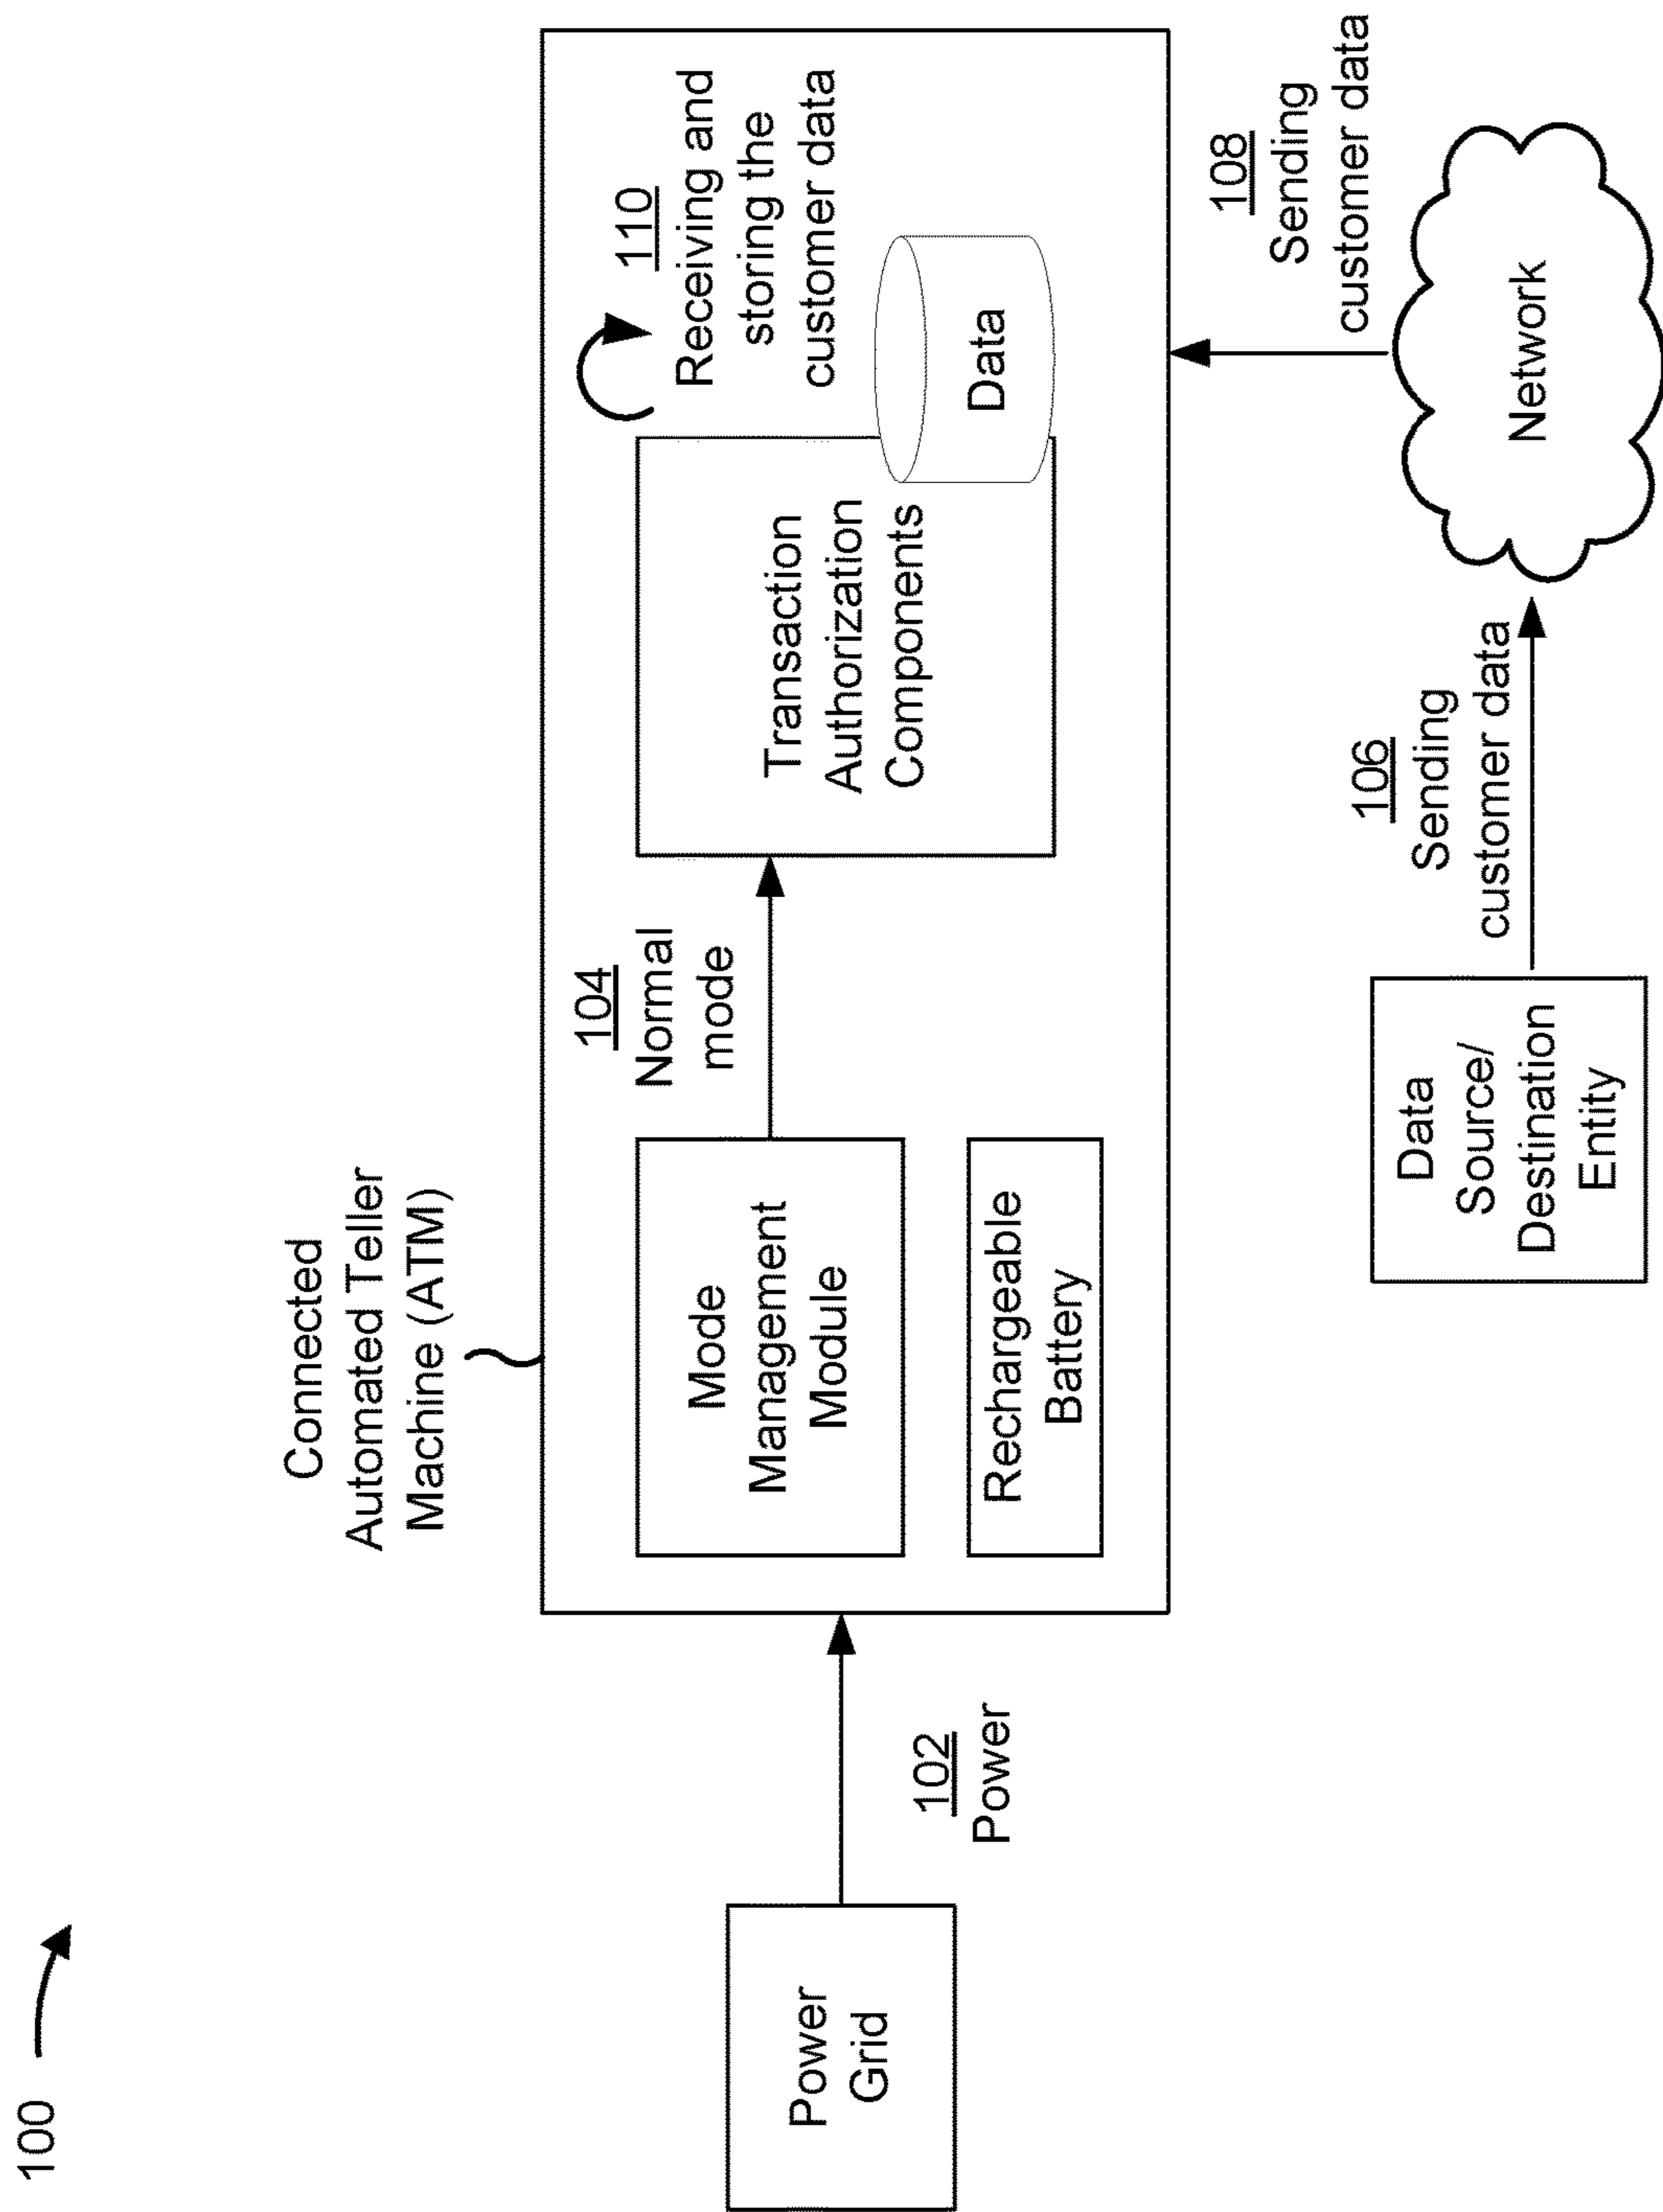 100
Connected
Automated Teller
Machine (ATM)
Power
Grid
102
Power
Mode
Management
Module
Rechargeable
Battery
104
Normal
mode
Transaction
Authorization
Components
110
Receiving and
storing the
customer data
Data
Data
Source/
Destination
Entity
106
Sending
customer data
Network
108
Sending
customer data